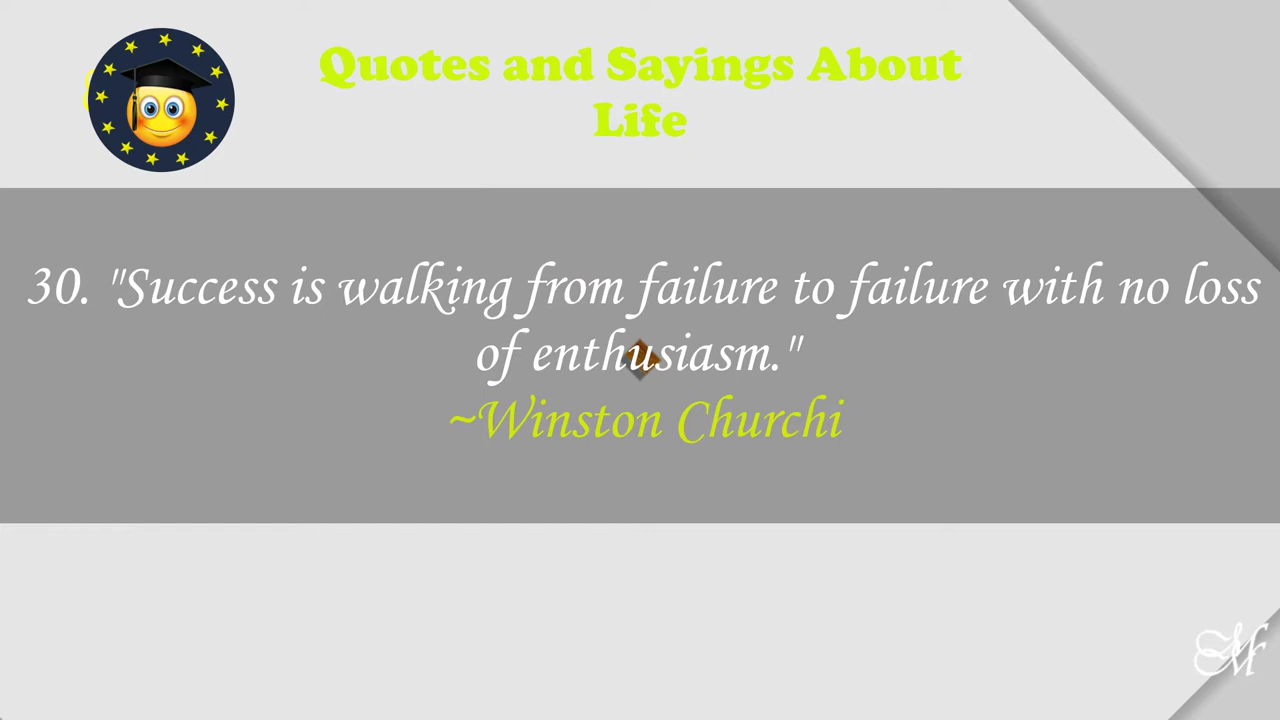 Quotes and Sayings About
Life
30. "Success is walking from failure to failure with no loss
of enthusiasm."
~Winston Churchi
M